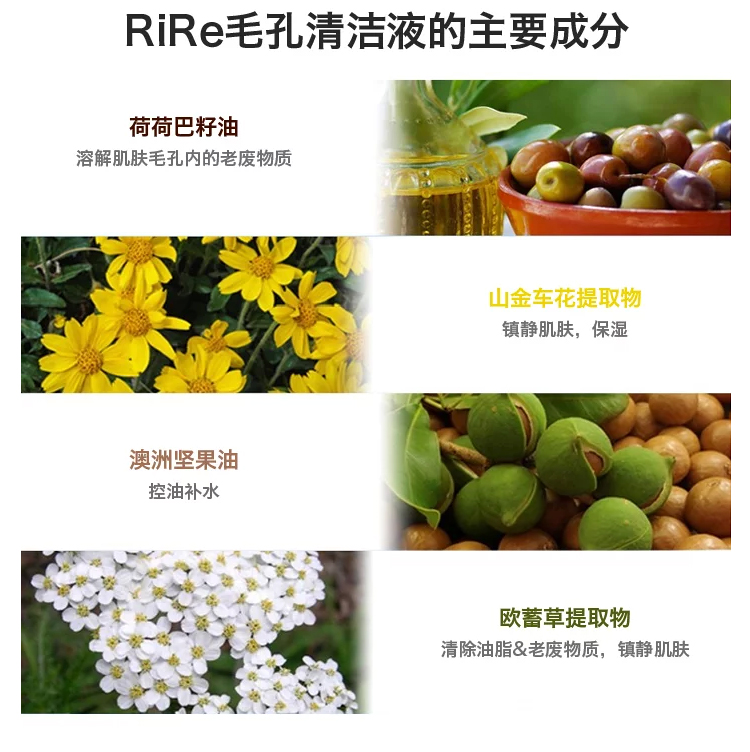 RiRe毛孔清洁液的主要成分
荷荷巴籽油
溶解肌肤毛孔内的老废物质
山金车花提取物
镇静肌肤，保湿
澳洲坚果油
控油补水
欧蓄草提取物
清除油脂&老废物质，镇静肌肤